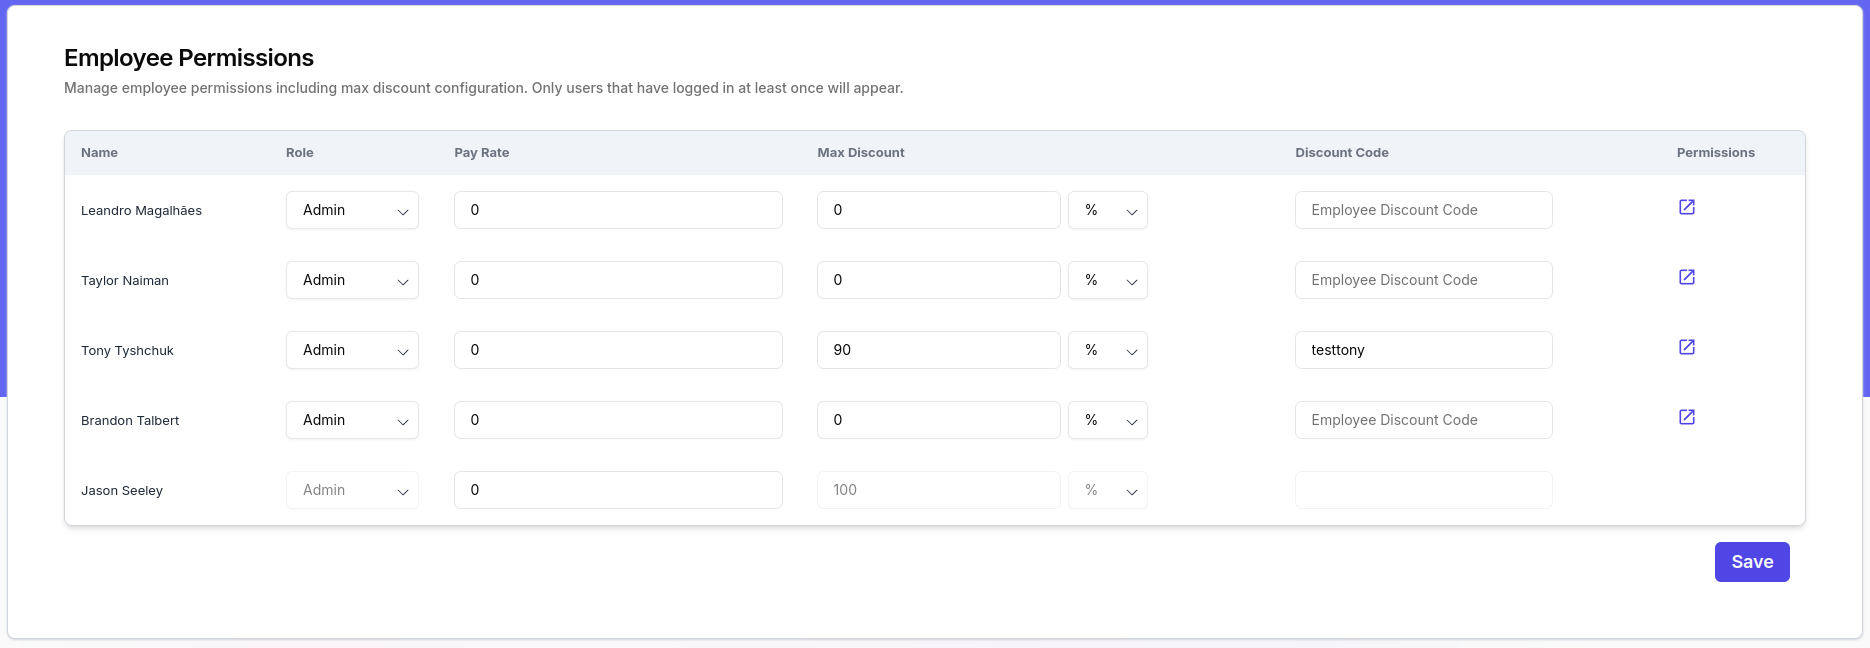 Employee Permissions
Manage employee permissions including max discount configuration. Only users that have logged in at least once will appear.
Name Role Pay Rate Max Discount Discount Code Permissions
Leandro Magalhães Admin 0 0 % Employee Discount Code
Taylor Naiman Admin 0 0 % Employee Discount Code
Tony Tyshchuk Admin 0 90 % testtony
Brandon Talbert Admin 0 0 % Employee Discount Code
Jason Seeley Admin 0 100 %
Save